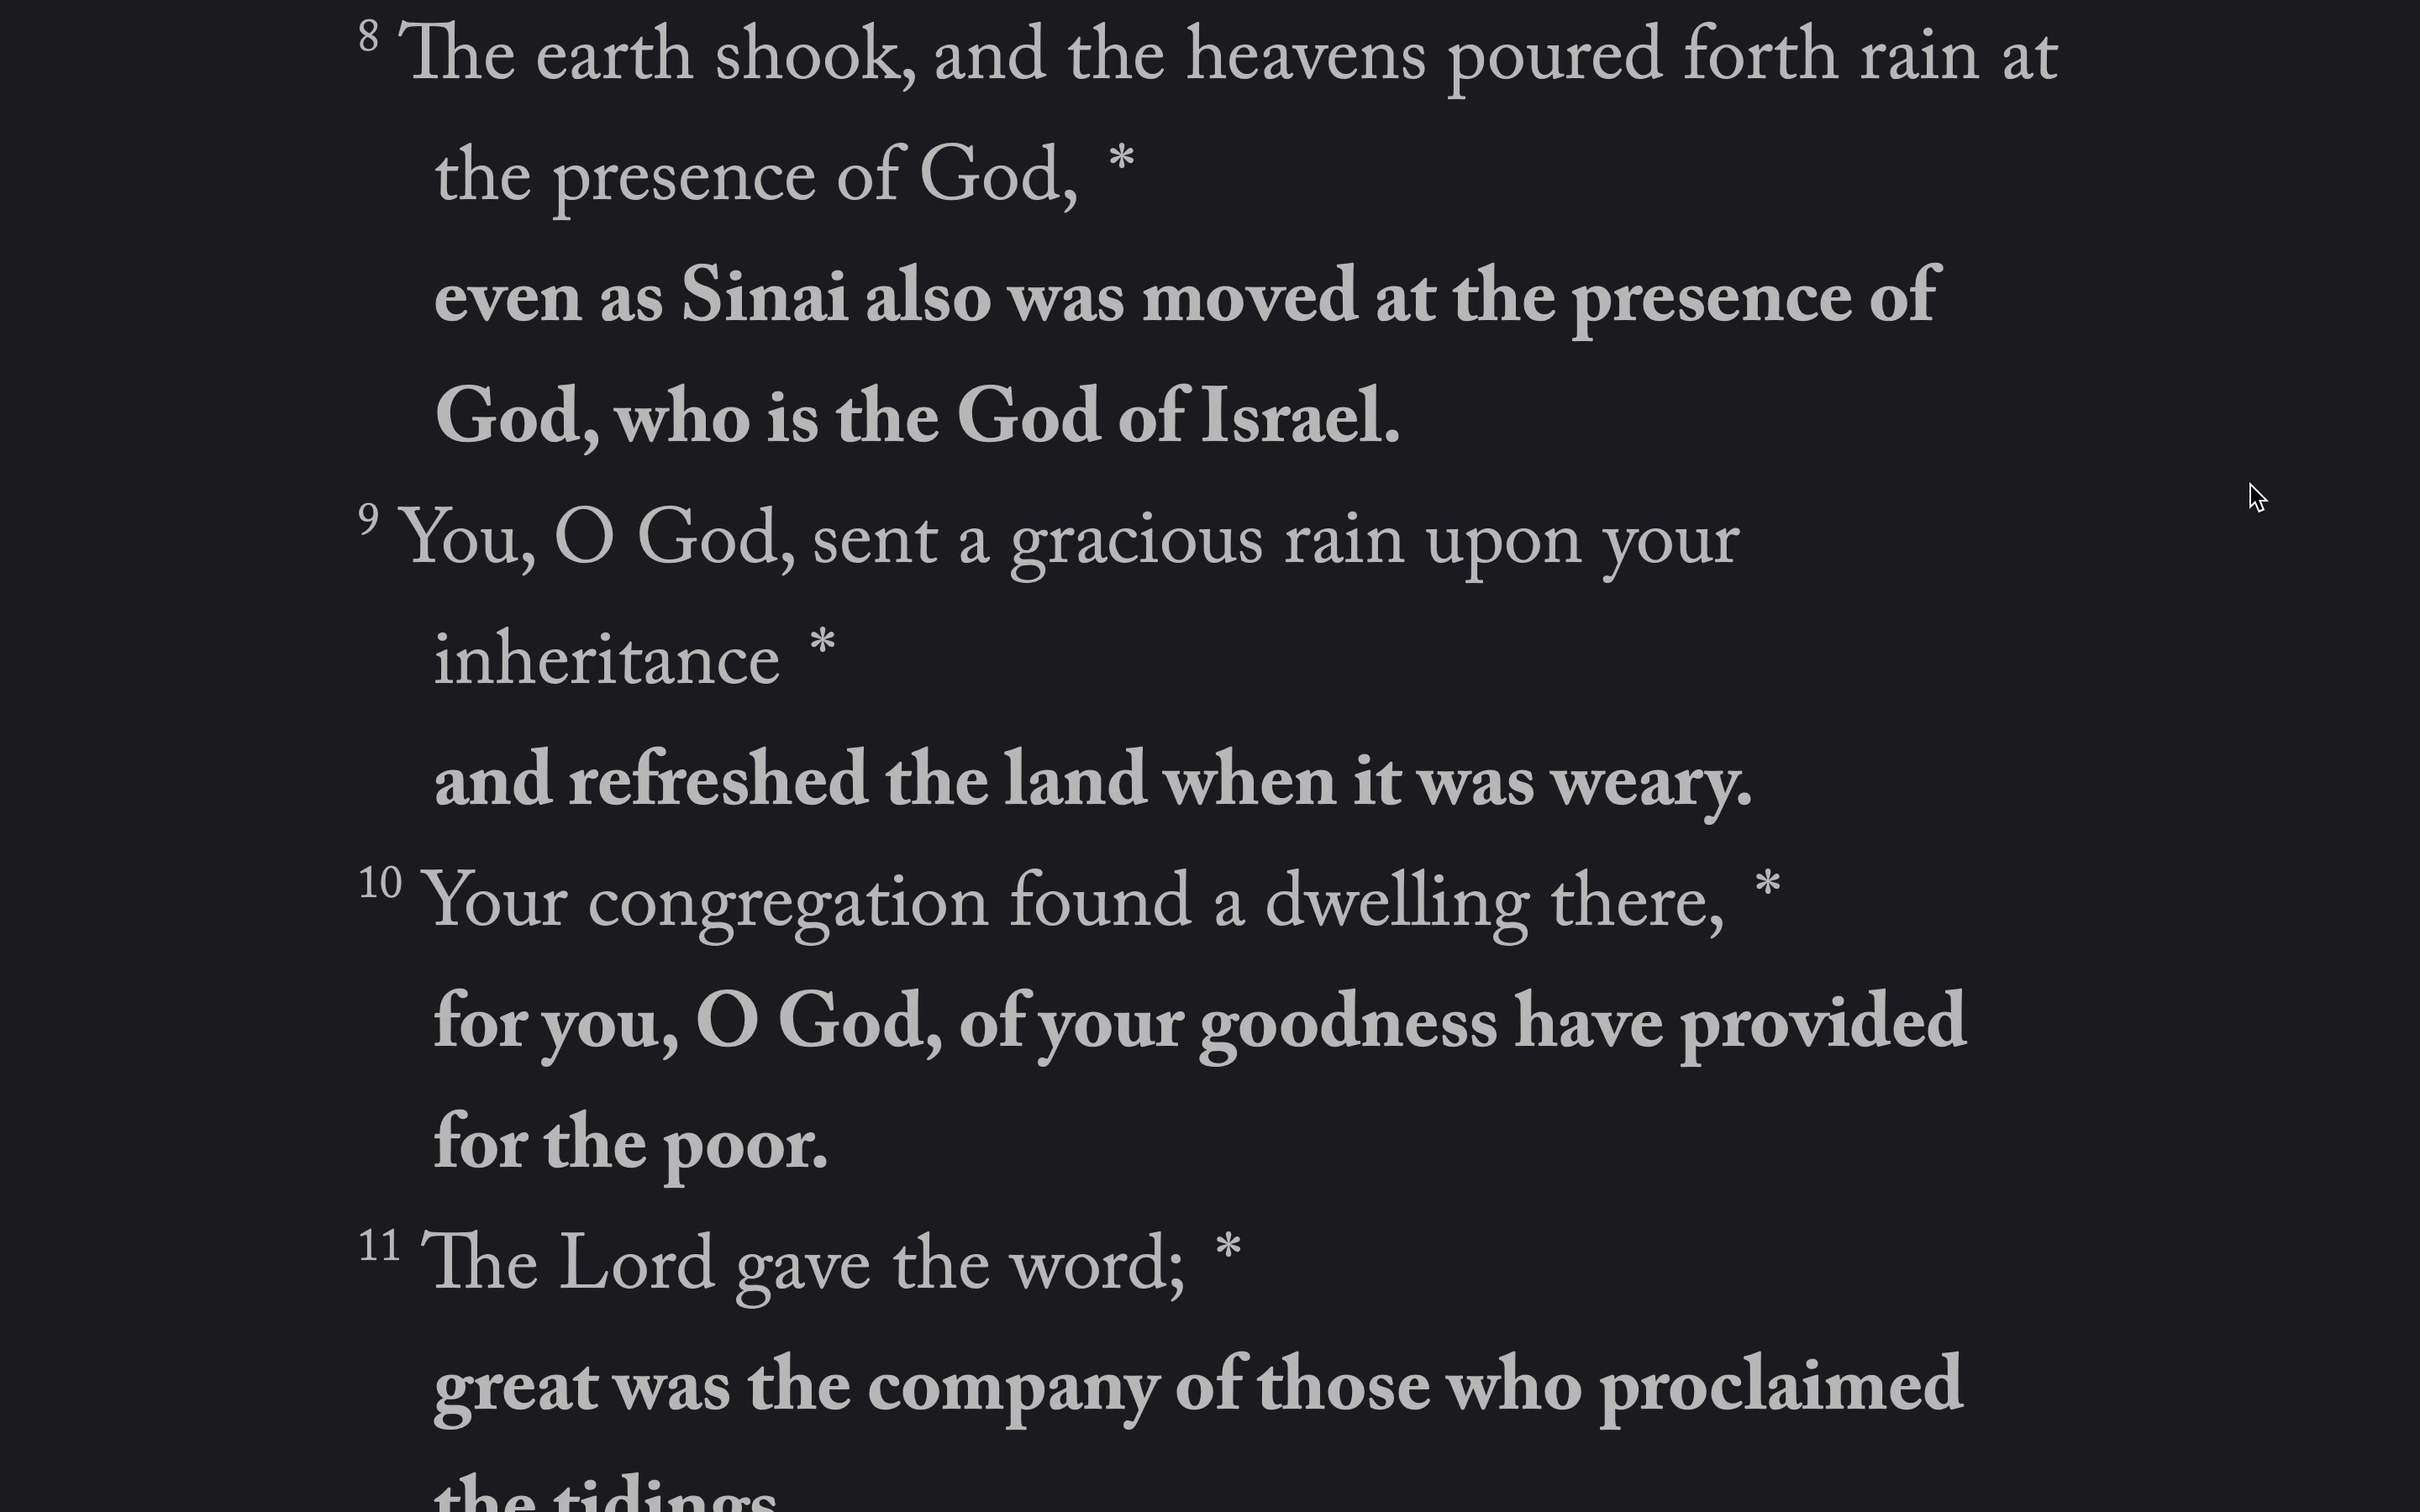 8 The earth shook, and the heavens poured forth rain at
the presence of God, *
even as Sinai also was moved at the presence of
God, who is the God of Israel.
9 You, O God, sent a gracious rain upon your
inheritance *
and refreshed the land when it was weary.
10 Your congregation found a dwelling there, *
for you, O God, of your goodness have provided
for the poor.
11 The Lord gave the word; *
great was the company of those who proclaimed
the tidings